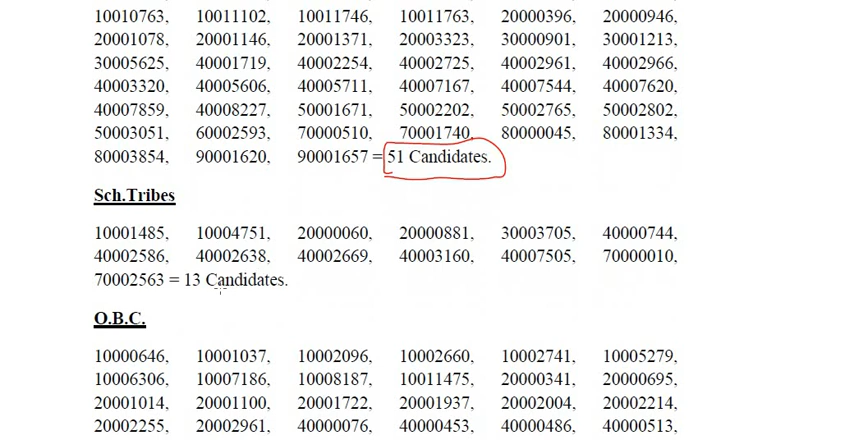 10010763, 10011102, 10011746, 10011763, 20000396, 20000946,
20001078, 20001146, 20001371, 20003323, 30000901, 30001213,
30005625, 40001719, 40002254, 40002725, 40002961, 40002966,
40003320, 40005606, 40005711, 40007167, 40007544, 40007620,
40007859, 40008227, 50001671, 50002202, 50002765, 50002802,
50003051, 60002593, 70000510, 70001740, 80000045, 80001334,
80003854, 90001620, 90001657 = 51 Candidates.
Sch.Tribes
10001485, 10004751, 20000060, 20000881, 30003705, 40000744,
40002586, 40002638, 40002669, 40003160, 40007505, 70000010,
70002563 = 13 Candidates.
O.B.C.
10000646, 10001037, 10002096, 10002660, 10002741, 10005279,
10006306, 10007186, 10008187, 10011475, 20000341, 20000695,
20001014, 20001100, 20001722, 20001937, 20002004, 20002214,
20002255, 20002961, 40000076, 40000453, 40000486, 40000513,